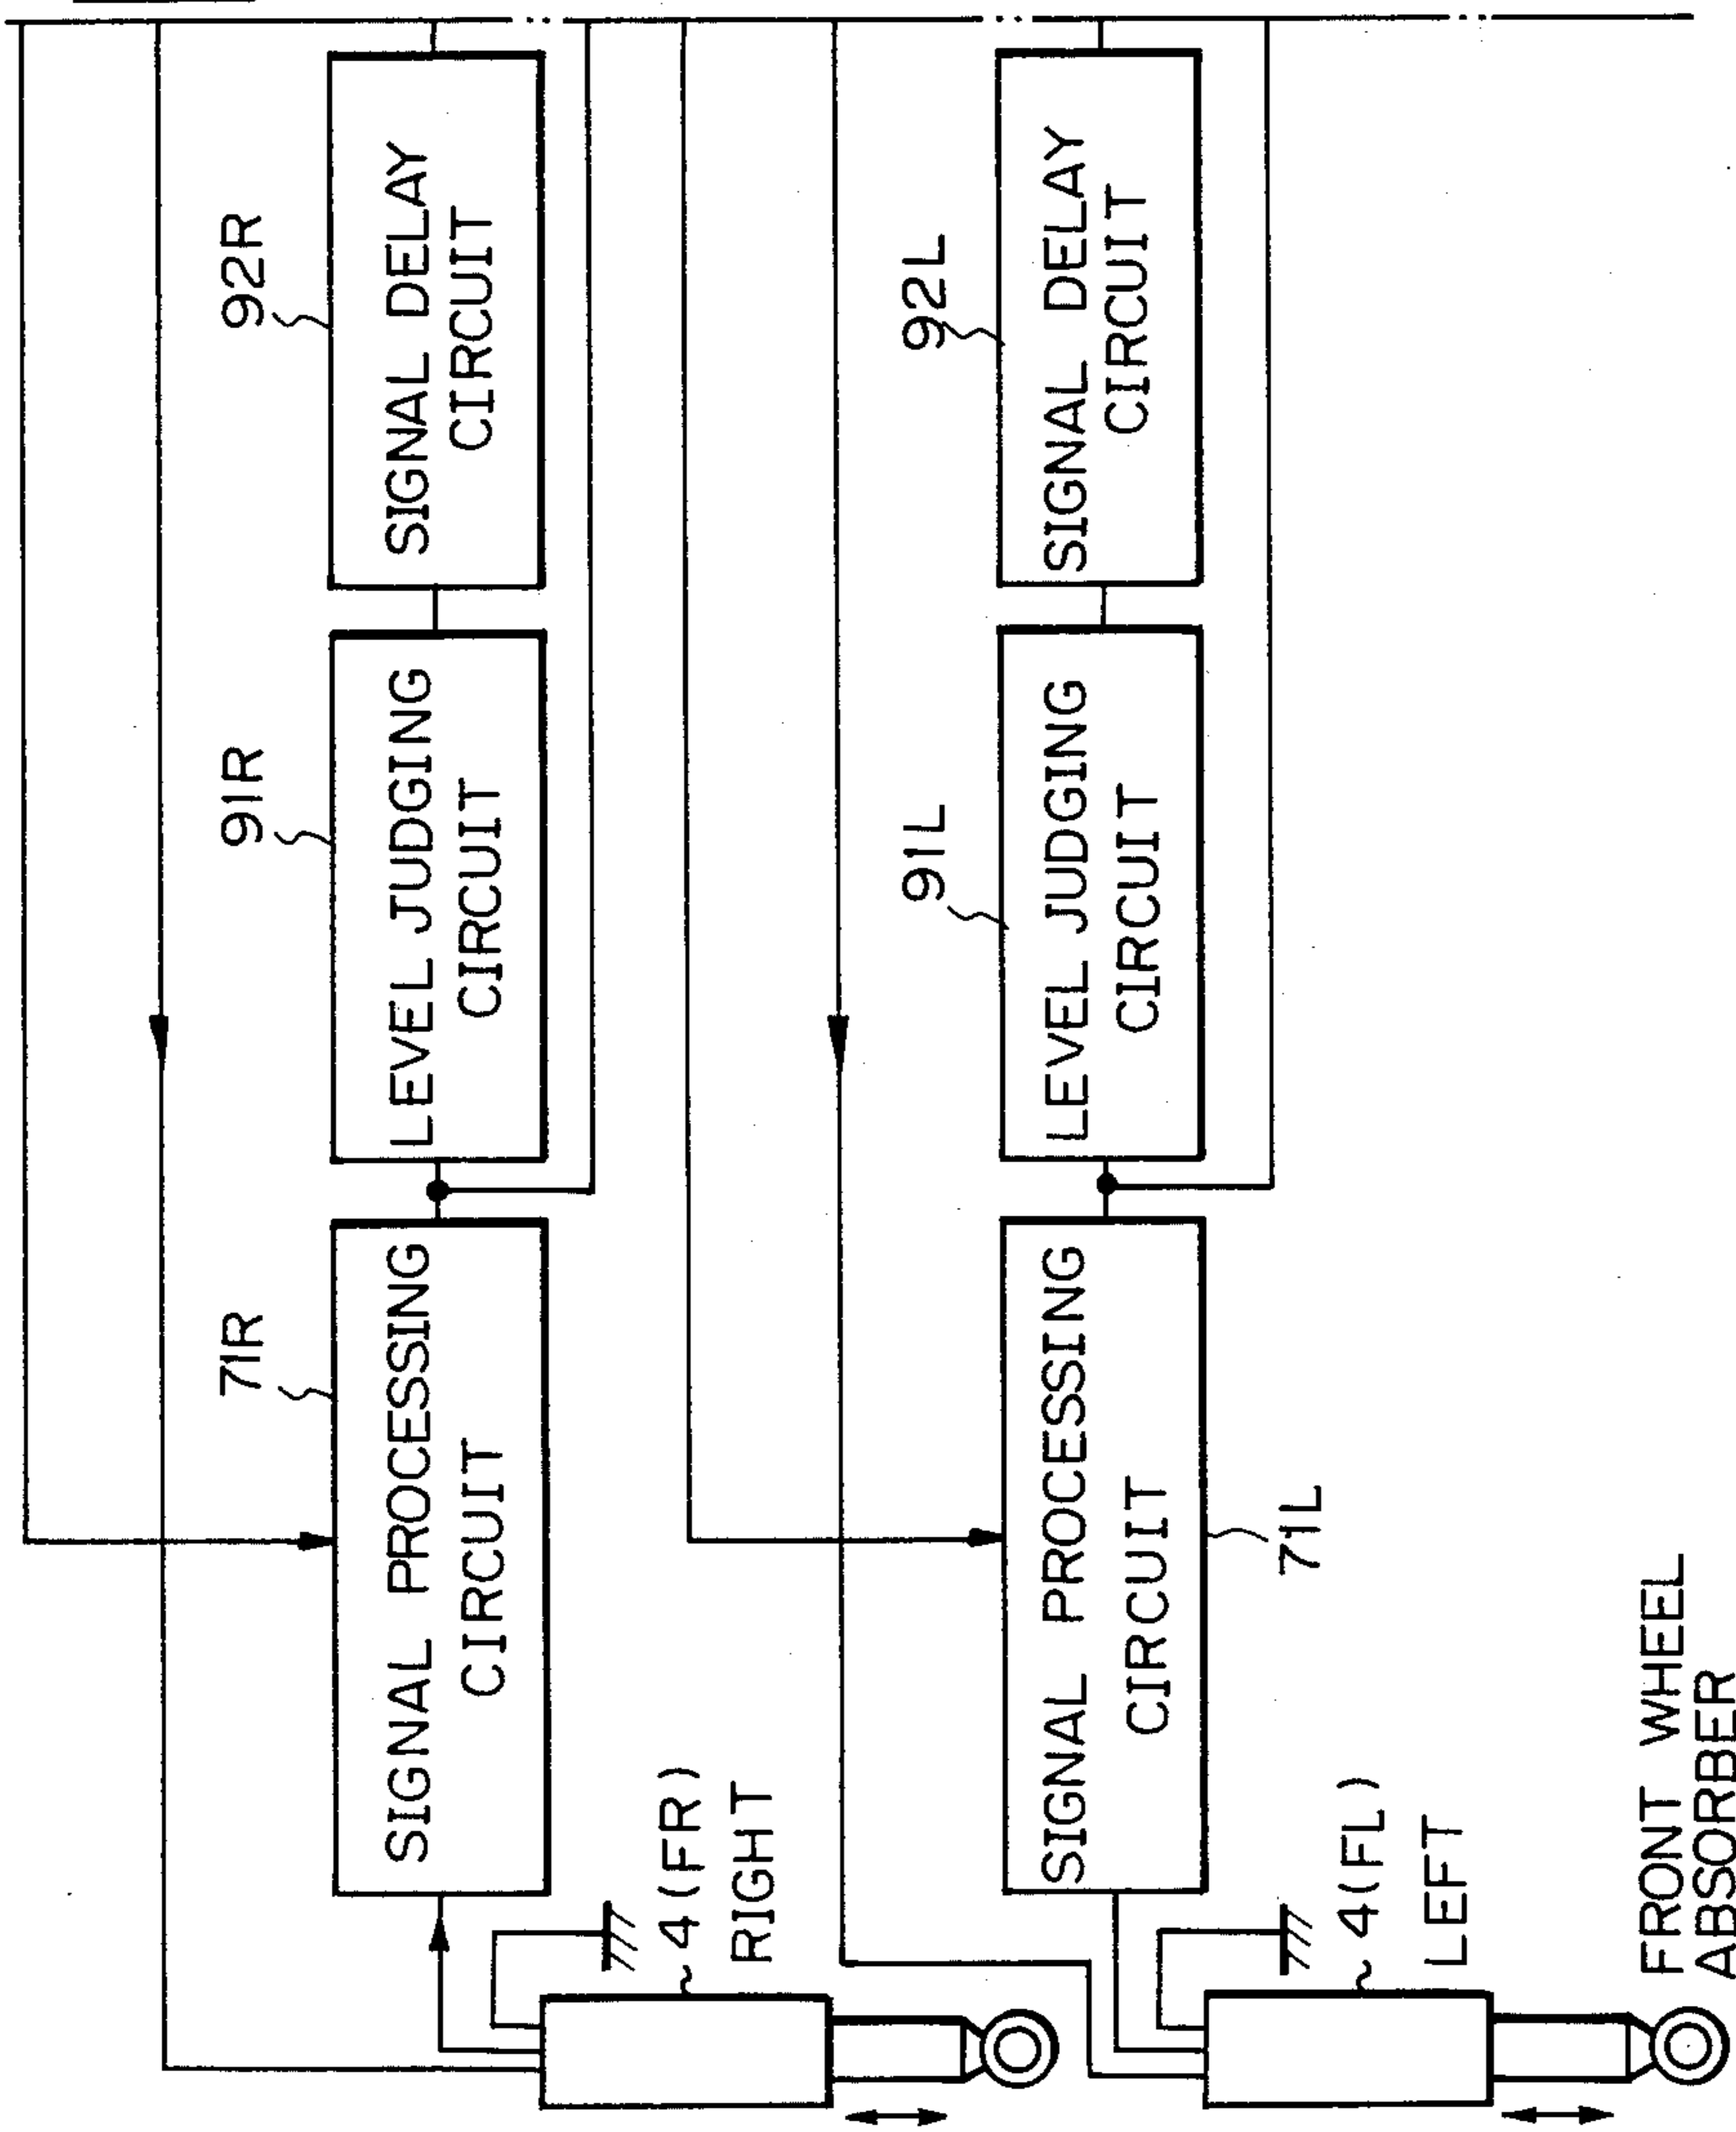 71R
91R
92R
SIGNAL PROCESSING
CIRCUIT
LEVEL JUDGING
CIRCUIT
SIGNAL DELAY
CIRCUIT
4(FR)
RIGHT
91L
92L
SIGNAL PROCESSING
CIRCUIT
LEVEL JUDGING
CIRCUIT
SIGNAL DELAY
CIRCUIT
71L
4(FL)
LEFT
FRONT WHEEL
ABSORBER